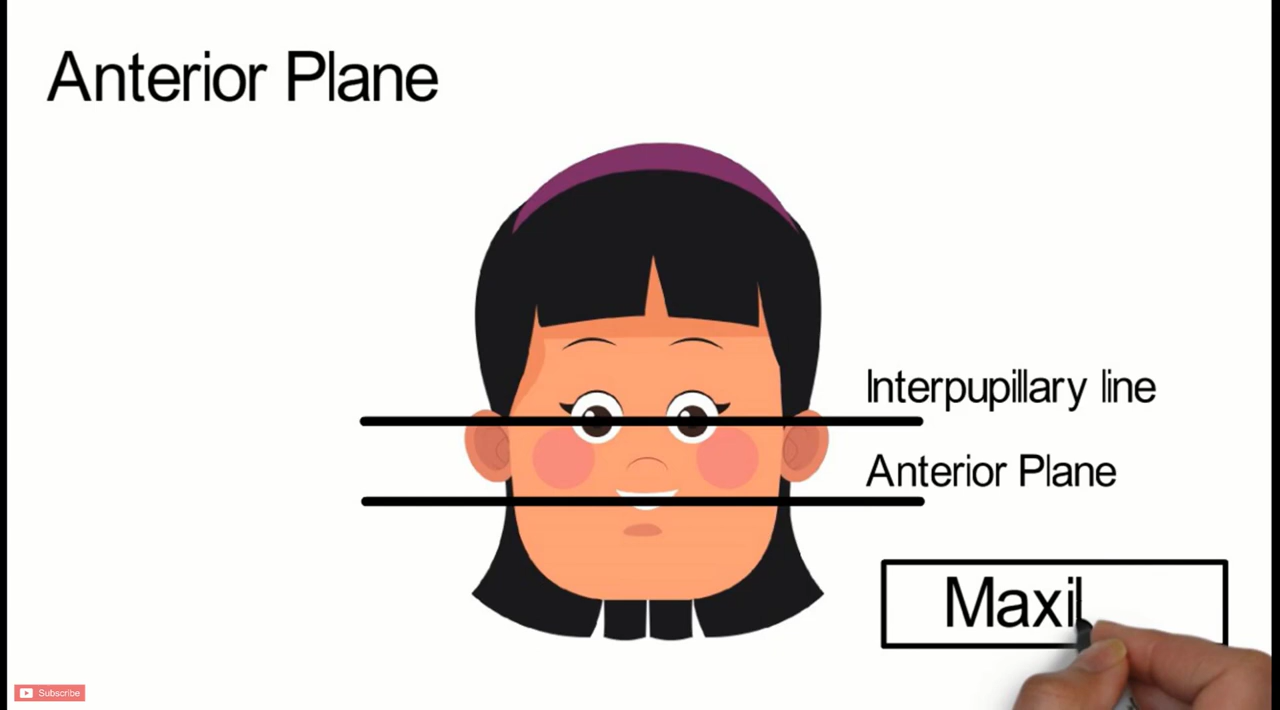 Anterior Plane
Interpupillary line
Anterior Plane
Maxil
Subscribe